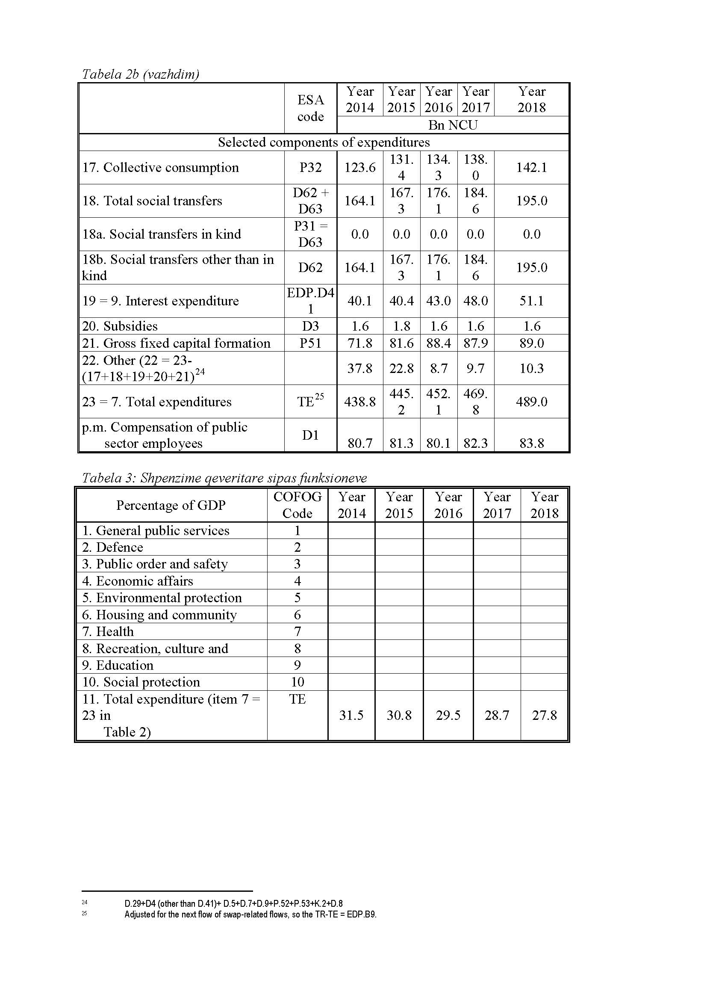 Tabela 2b (vazhdim)
ESA code Year 2014 Year 2015 Year 2016 Year 2017 Year 2018
Bn NCU
Selected components of expenditures
17. Collective consumption P32 123.6 131.4 134.3 138.0 142.1
18. Total social transfers D62 + D63 164.1 167.3 176.1 184.6 195.0
18a. Social transfers in kind P31 = D63 0.0 0.0 0.0 0.0 0.0
18b. Social transfers other than in kind D62 164.1 167.3 176.1 184.6 195.0
19 = 9. Interest expenditure EDP.D41 40.1 40.4 43.0 48.0 51.1
20. Subsidies D3 1.6 1.8 1.6 1.6 1.6
21. Gross fixed capital formation P51 71.8 81.6 88.4 87.9 89.0
22. Other (22 = 23-(17+18+19+20+21)24 37.8 22.8 8.7 9.7 10.3
23 = 7. Total expenditures TE25 438.8 445.2 452.1 469.8 489.0
p.m. Compensation of public sector employees D1 80.7 81.3 80.1 82.3 83.8
Tabela 3: Shpenzime qeveritare sipas funksioneve
Percentage of GDP COFOG Code Year 2014 Year 2015 Year 2016 Year 2017 Year 2018
1. General public services 1
2. Defence 2
3. Public order and safety 3
4. Economic affairs 4
5. Environmental protection 5
6. Housing and community 6
7. Health 7
8. Recreation, culture and 8
9. Education 9
10. Social protection 10
11. Total expenditure (item 7 = 23 in Table 2) TE 31.5 30.8 29.5 28.7 27.8
24 D.29+D4 (other than D.41)+ D.5+D.7+D.9+P.52+P.53+K.2+D.8
25 Adjusted for the next flow of swap-related flows, so the TR-TE = EDP.B9.